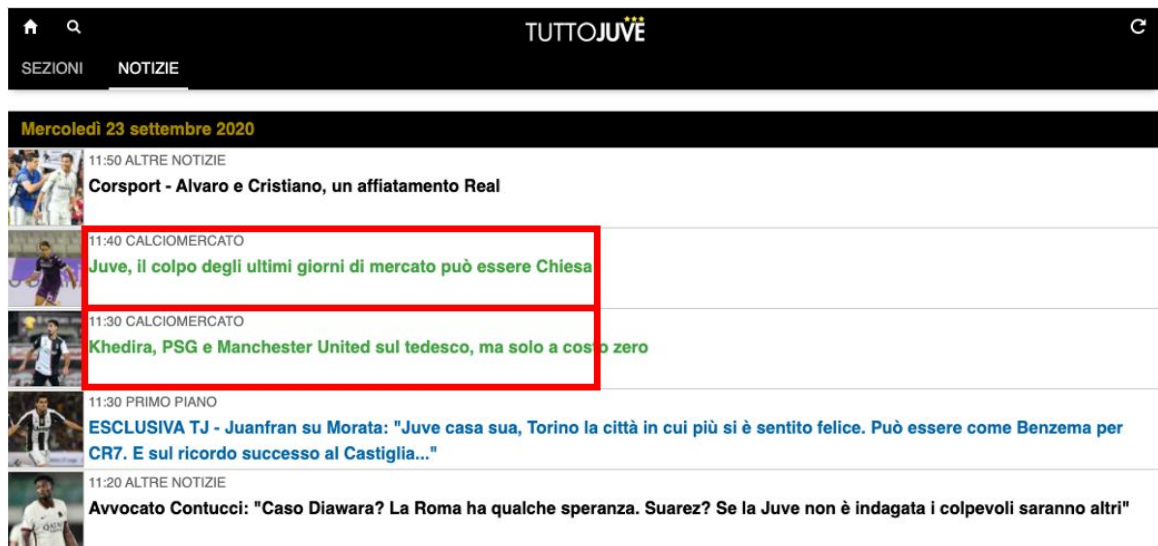 TUTTOJUVE
SEZIONI NOTIZIE
Mercoledì 23 settembre 2020
11:50 ALTRE NOTIZIE
Corsport - Alvaro e Cristiano, un affiatamento Real
11:40 CALCIOMERCATO
Juve, il colpo degli ultimi giorni di mercato può essere Chiesa
11:30 CALCIOMERCATO
Khedira, PSG e Manchester United sul tedesco, ma solo a costo zero
11:30 PRIMO PIANO
ESCLUSIVA TJ - Juanfran su Morata: "Juve casa sua, Torino la città in cui più si è sentito felice. Può essere come Benzema per
CR7. E sul ricordo successo al Castiglia..."
11:20 ALTRE NOTIZIE
Avvocato Contucci: "Caso Diawara? La Roma ha qualche speranza. Suarez? Se la Juve non è indagata i colpevoli saranno altri"